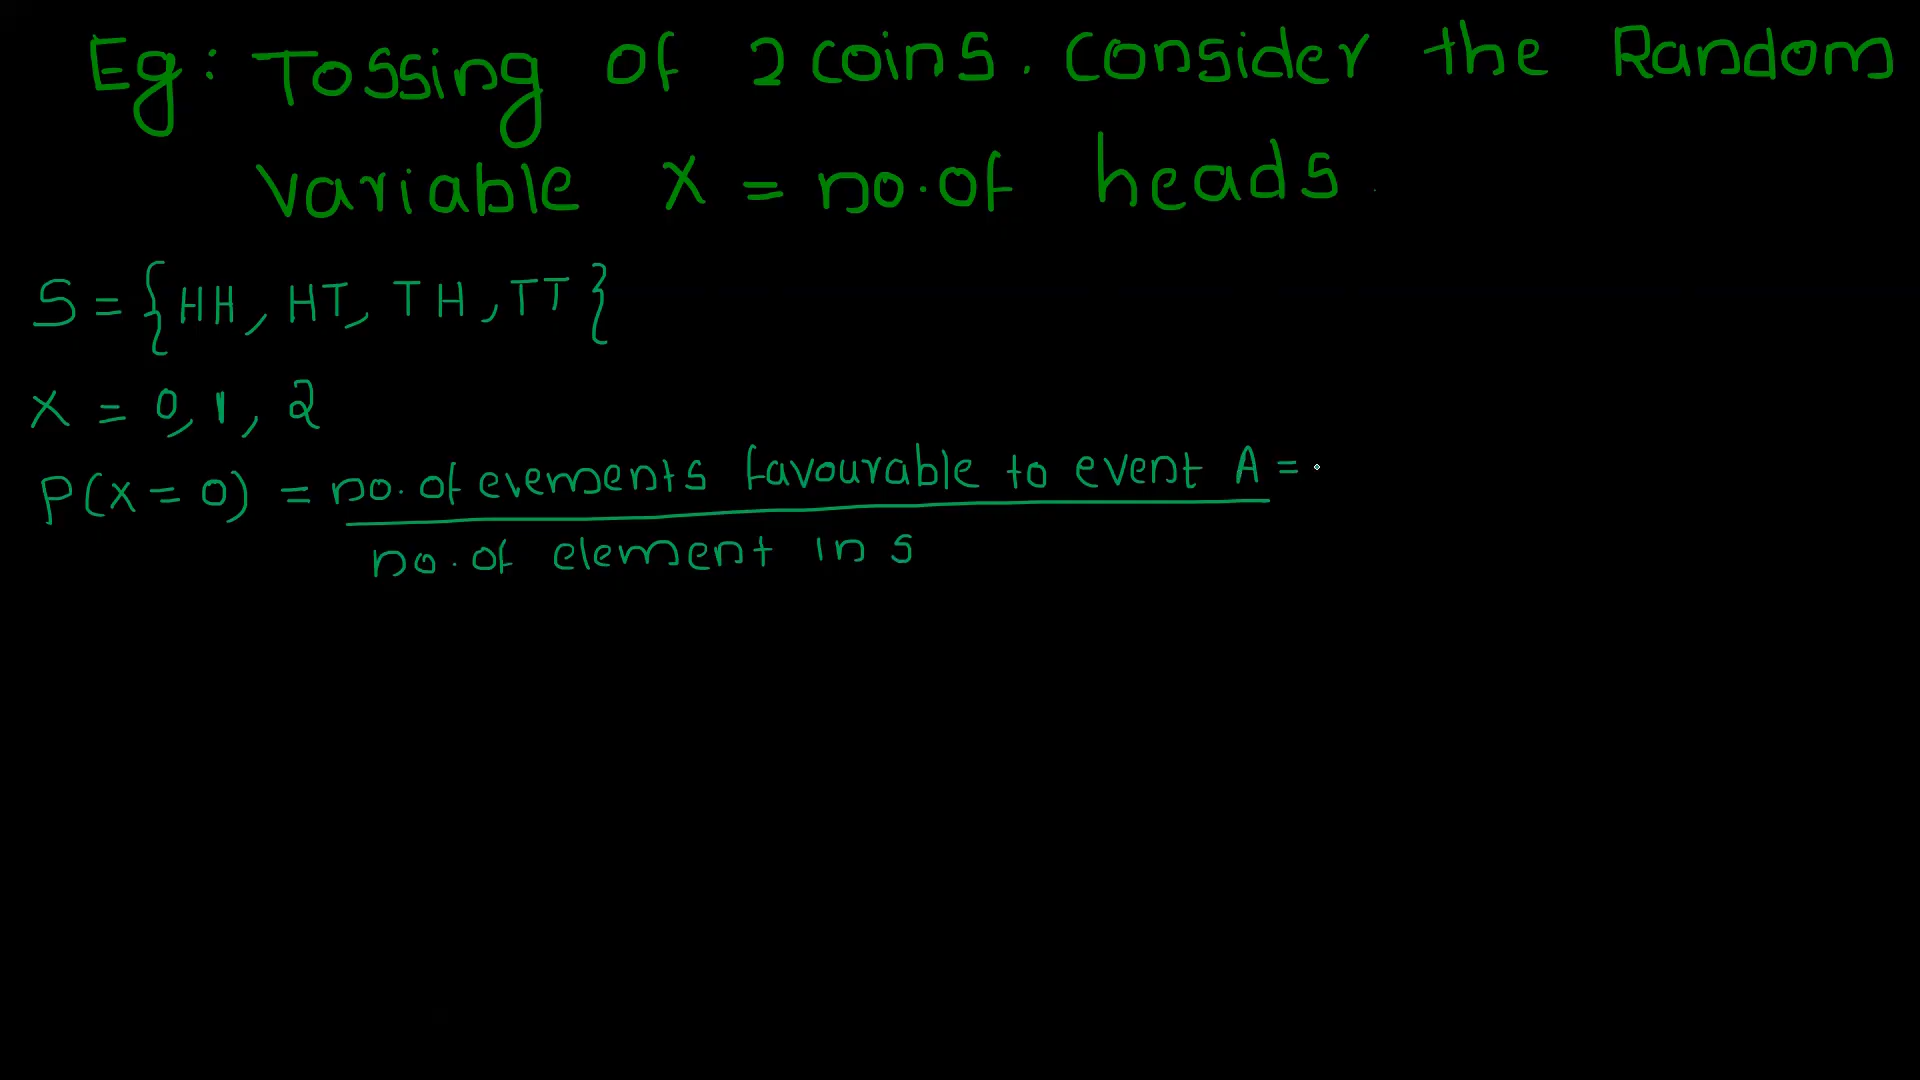 Eg: Tossing of 2 coins. Consider the Random
variable X = no.of heads.
S = {HH, HT, TH, TT}
X = 0, 1, 2
P(X = 0) = no.of evements favourable to event A =
no.of element in s